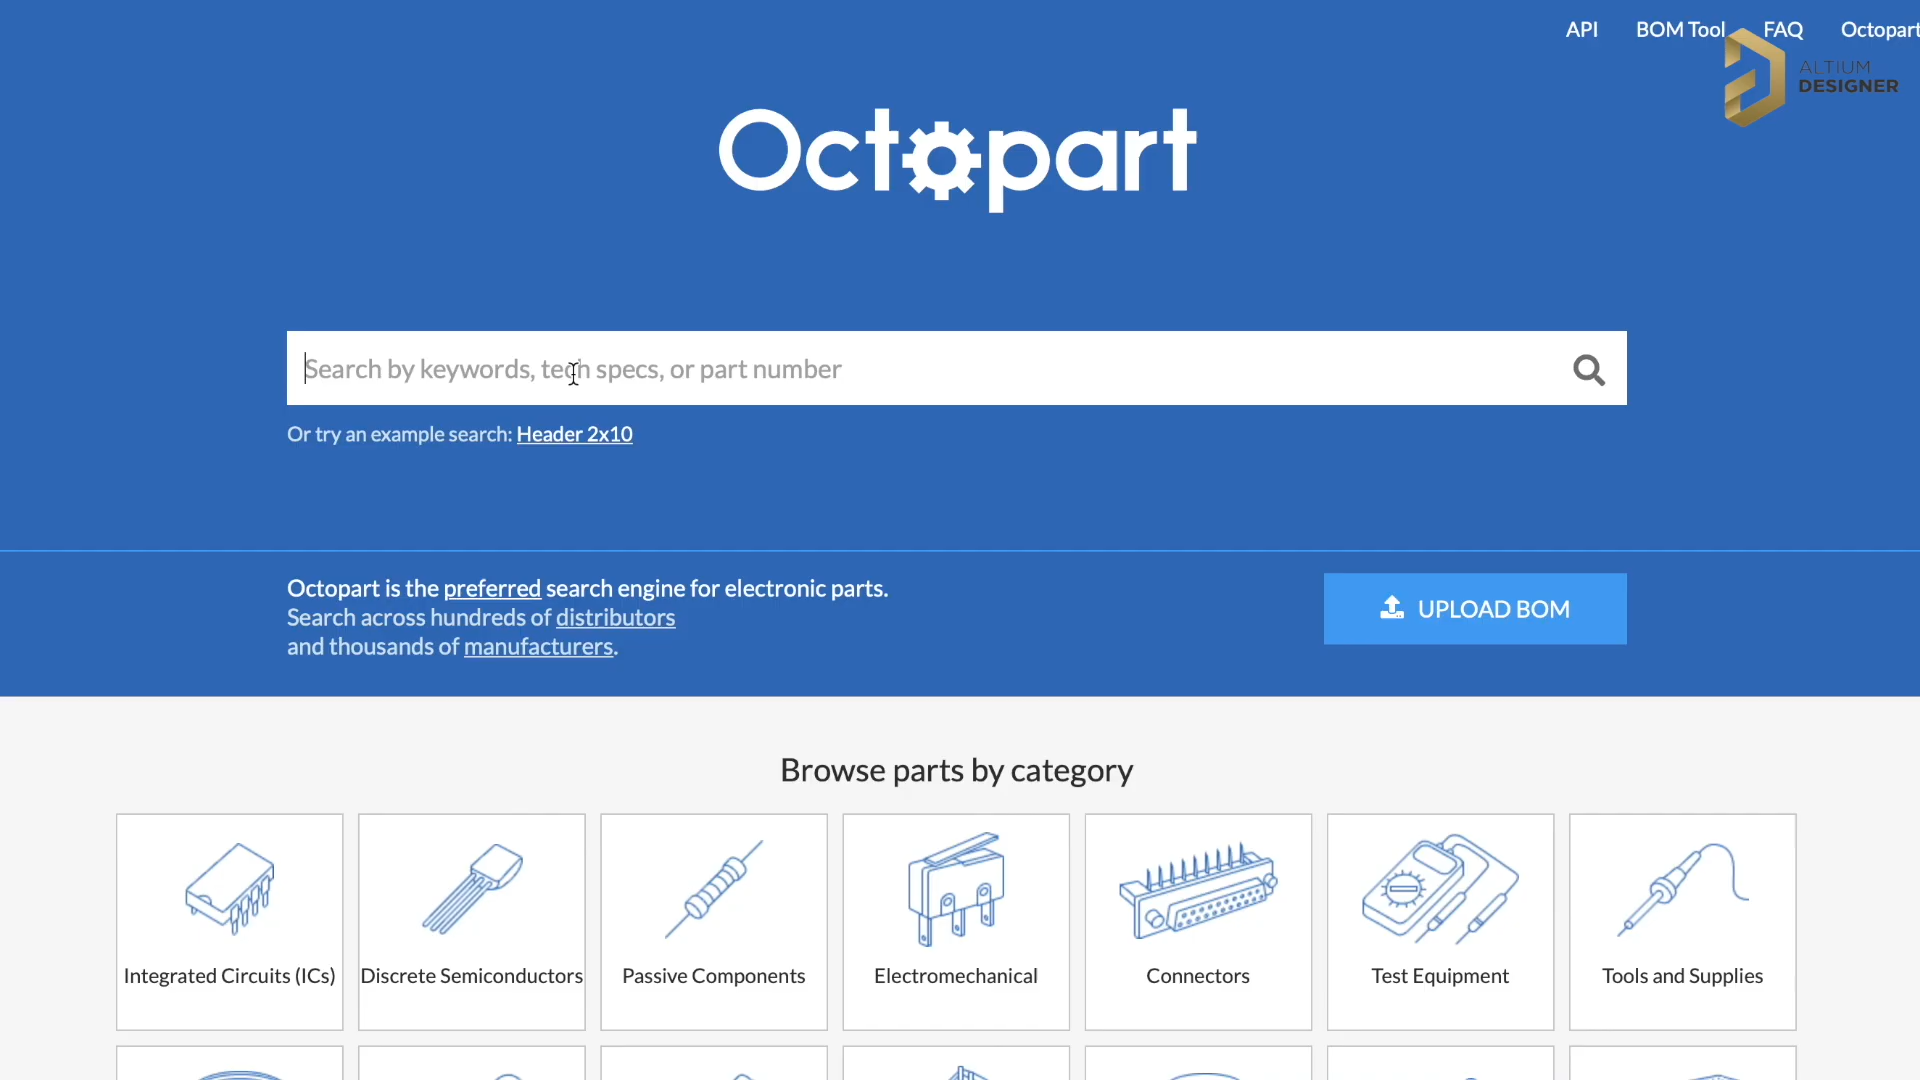 API BOM Tool FAQ Octopart
ALTIUM
DESIGNER
Octopart
Search by keywords, tech specs, or part number
Or try an example search: Header 2x10
Octopart is the preferred search engine for electronic parts.
Search across hundreds of distributors
and thousands of manufacturers.
UPLOAD BOM
Browse parts by category
Integrated Circuits (ICs)
Discrete Semiconductors
Passive Components
Electromechanical
Connectors
Test Equipment
Tools and Supplies